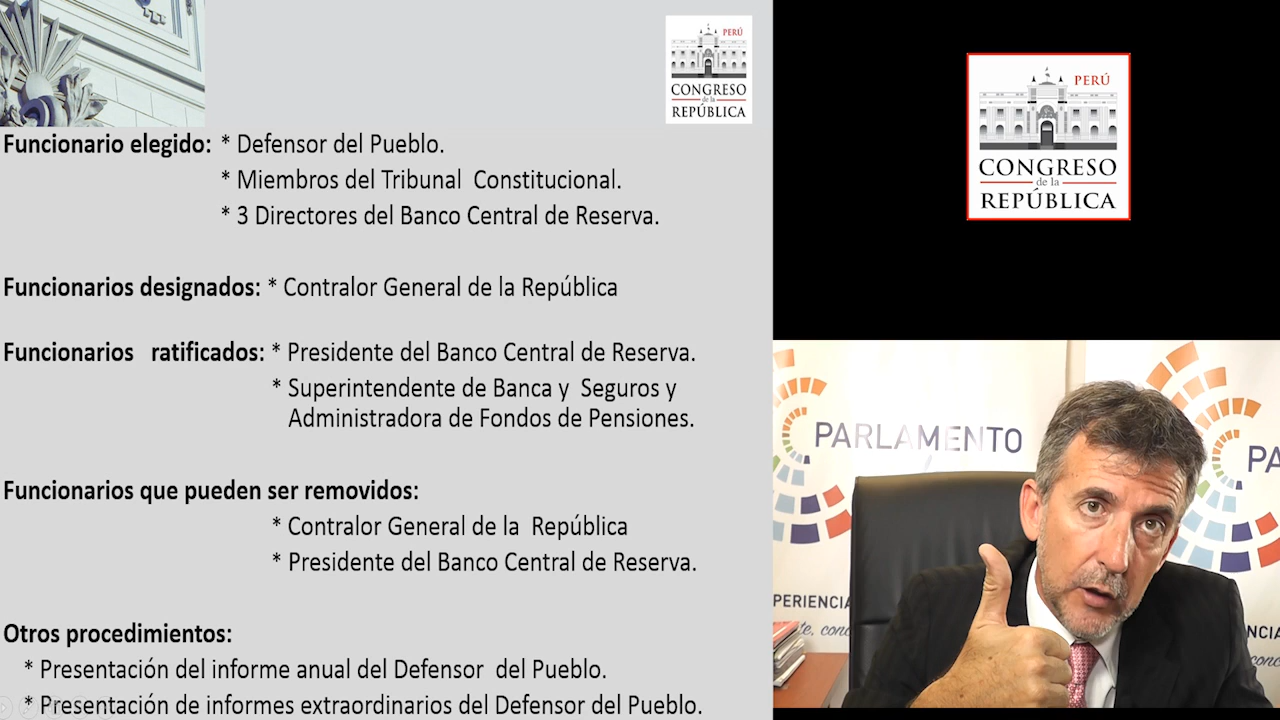 PERÚ
CONGRESO
de la
REPÚBLICA
Funcionario elegido: * Defensor del Pueblo.
* Miembros del Tribunal Constitucional.
* 3 Directores del Banco Central de Reserva.
Funcionarios designados: * Contralor General de la República
Funcionarios ratificados: * Presidente del Banco Central de Reserva.
* Superintendente de Banca y Seguros y
Administradora de Fondos de Pensiones.
Funcionarios que pueden ser removidos:
* Contralor General de la República
* Presidente del Banco Central de Reserva.
Otros procedimientos:
* Presentación del informe anual del Defensor del Pueblo.
* Presentación de informes extraordinarios del Defensor del Pueblo.
PERÚ
CONGRESO
de la
REPÚBLICA
PARLAMENTO
PA
PERIENCIA
te, conc
NCIA
conc